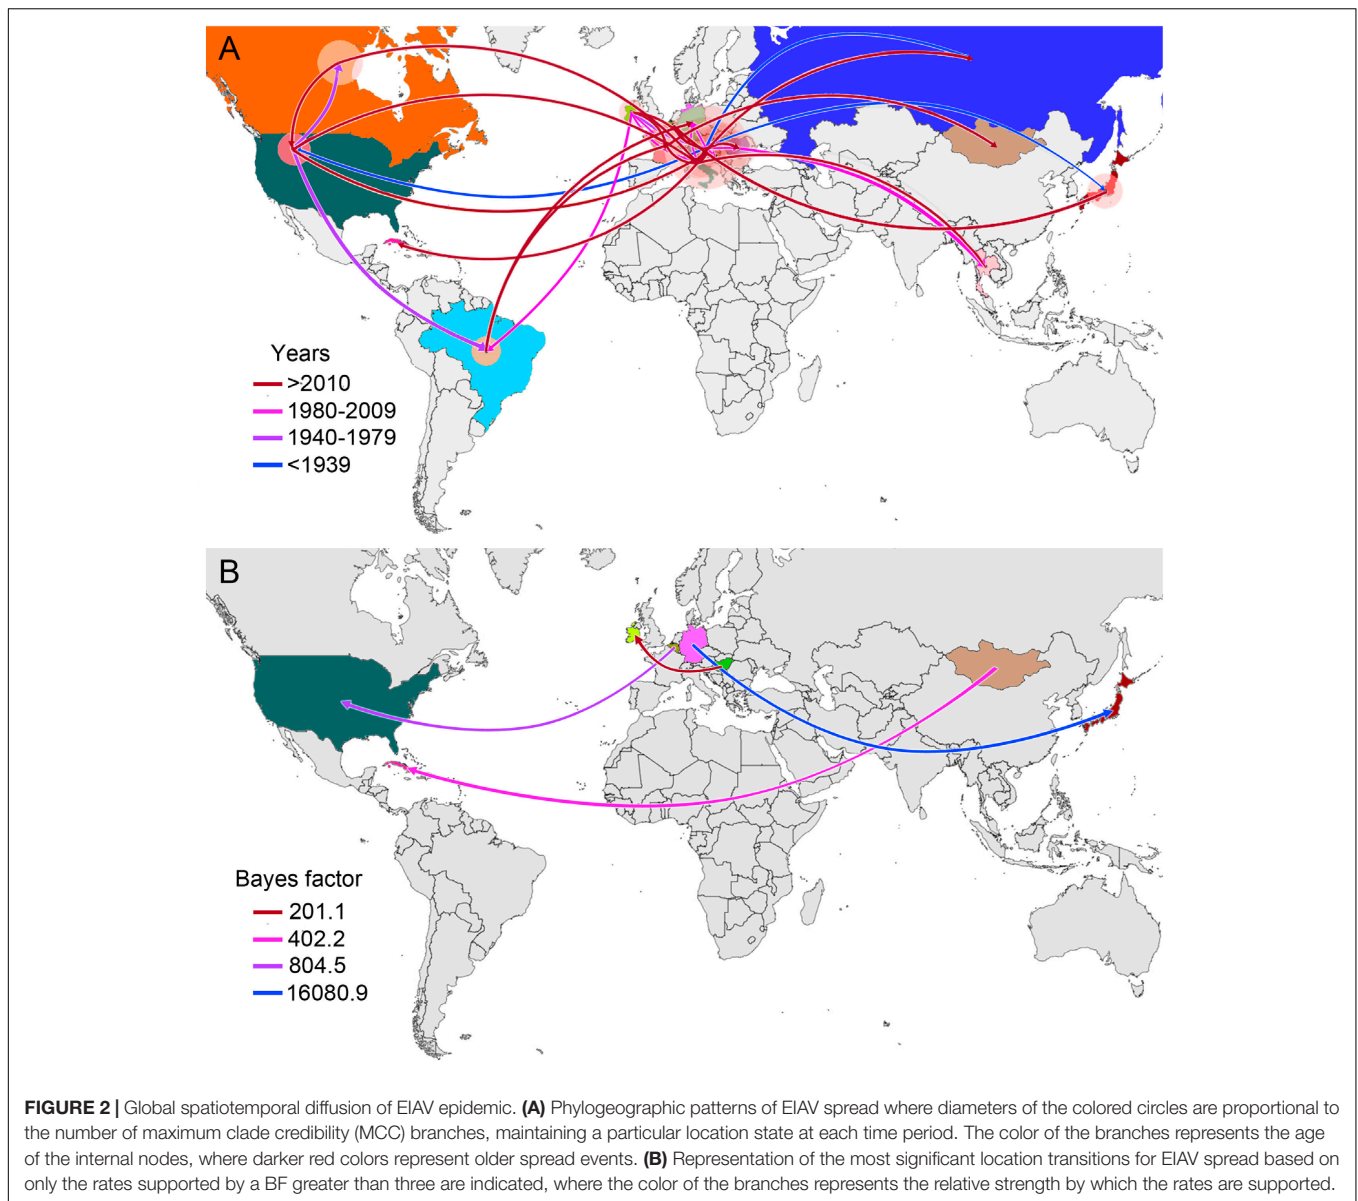 A
Years
>2010
1980-2009
1940-1979
<1939
B
Bayes factor
201.1
402.2
804.5
16080.9
FIGURE 2 | Global spatiotemporal diffusion of EIAV epidemic. (A) Phylogeographic patterns of EIAV spread where diameters of the colored circles are proportional to
the number of maximum clade credibility (MCC) branches, maintaining a particular location state at each time period. The color of the branches represents the age
of the internal nodes, where darker red colors represent older spread events. (B) Representation of the most significant location transitions for EIAV spread based on
only the rates supported by a BF greater than three are indicated, where the color of the branches represents the relative strength by which the rates are supported.